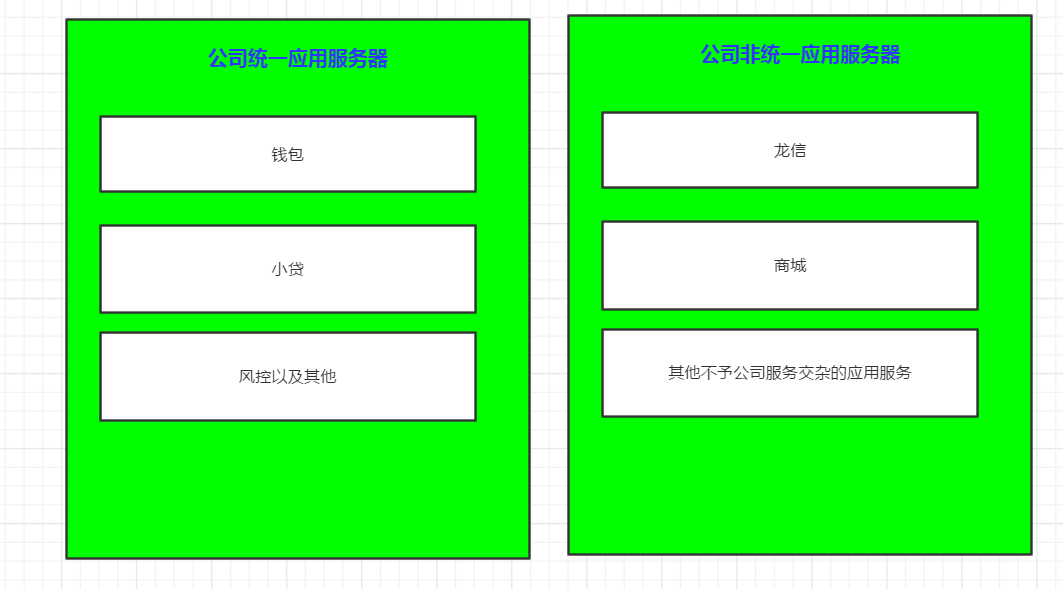 公司统一应用服务器
钱包
小贷
风控以及其他
公司非统一应用服务器
龙信
商城
其他不予公司服务交杂的应用服务